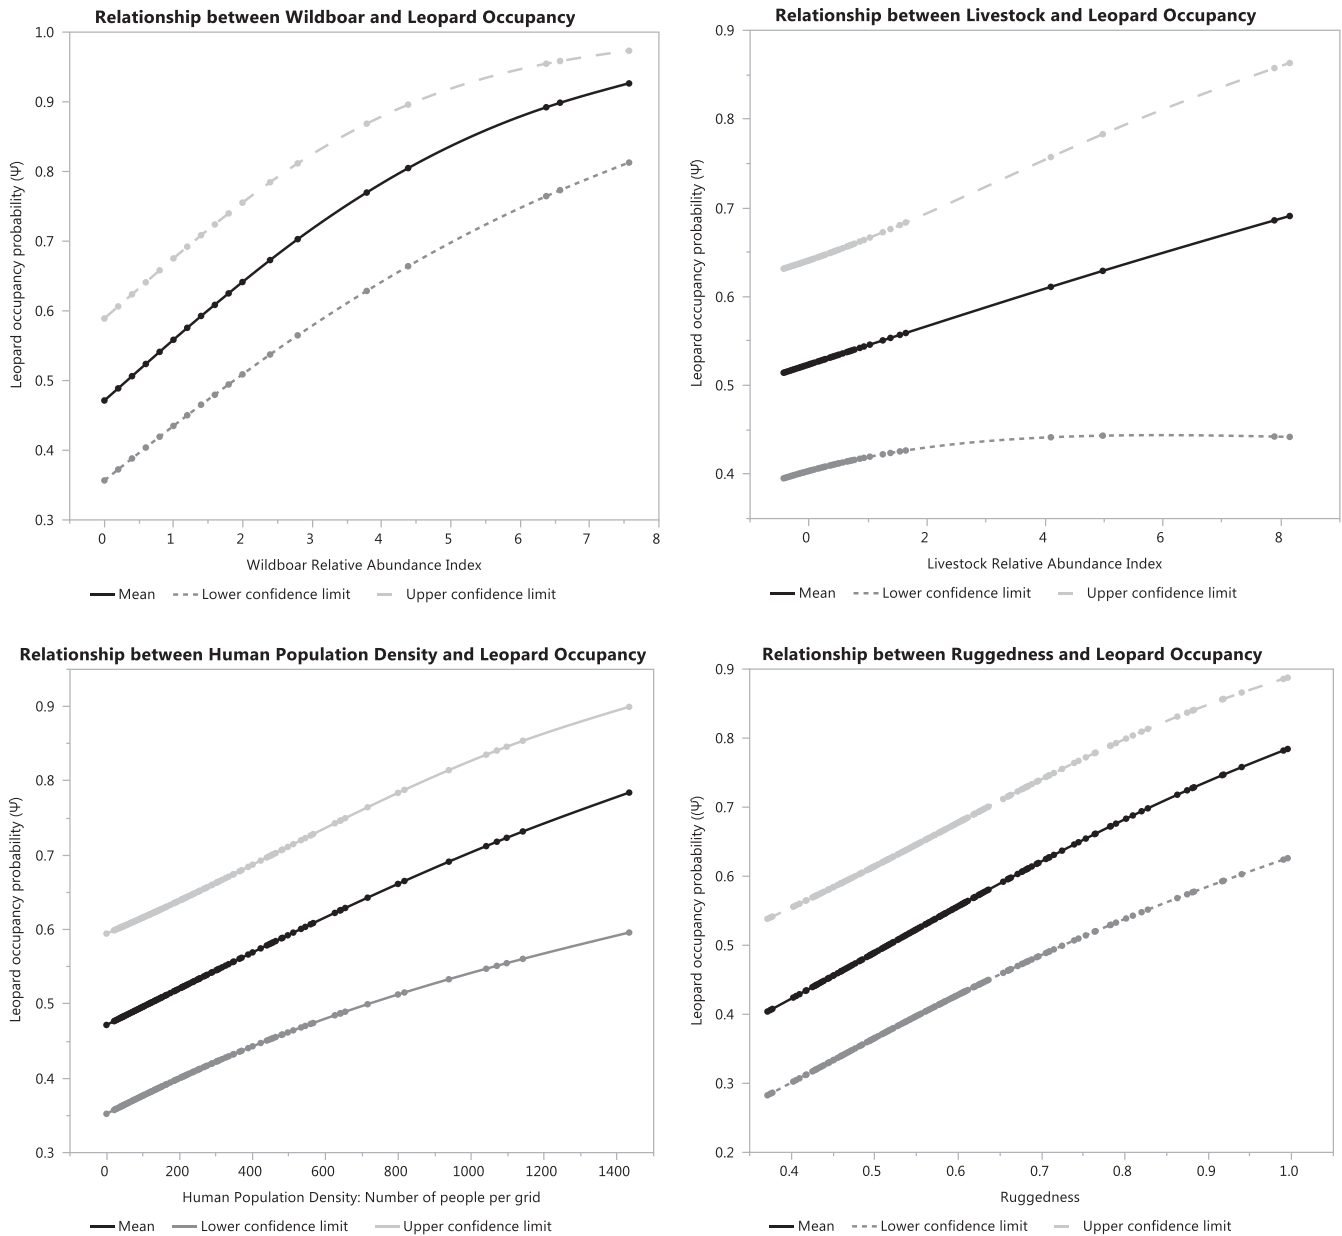 Relationship between Wildboar and Leopard Occupancy
1.0
0.9
0.8
0.7
0.6
0.5
0.4
0.3
Leopard occupancy probability (Ψ)
0 1 2 3 4 5 6 7 8
Wildboar Relative Abundance Index
Mean Lower confidence limit Upper confidence limit
Relationship between Livestock and Leopard Occupancy
0.9
0.8
0.7
0.6
0.5
0.4
Leopard occupancy probability (Ψ)
0 2 4 6 8
Livestock Relative Abundance Index
Mean Lower confidence limit Upper confidence limit
Relationship between Human Population Density and Leopard Occupancy
0.9
0.8
0.7
0.6
0.5
0.4
0.3
Leopard occupancy probability (Ψ)
0 200 400 600 800 1000 1200 1400
Human Population Density: Number of people per grid
Mean Lower confidence limit Upper confidence limit
Relationship between Ruggedness and Leopard Occupancy
0.9
0.8
0.7
0.6
0.5
0.4
0.3
0.2
Leopard occupancy probability ((Ψ)
0.4 0.5 0.6 0.7 0.8 0.9 1.0
Ruggedness
Mean Lower confidence limit Upper confidence limit